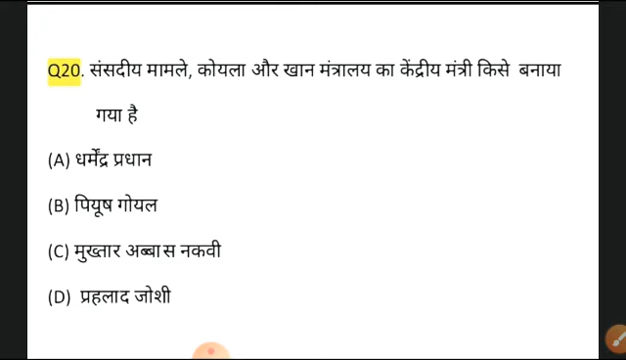 Q20. संसदीय मामले, कोयला और खान मंत्रालय का केंद्रीय मंत्री किसे बनाया
गया है
(A) धर्मेंद्र प्रधान
(B) पियूष गोयल
(C) मुख्तार अब्बास नकवी
(D) प्रहलाद जोशी